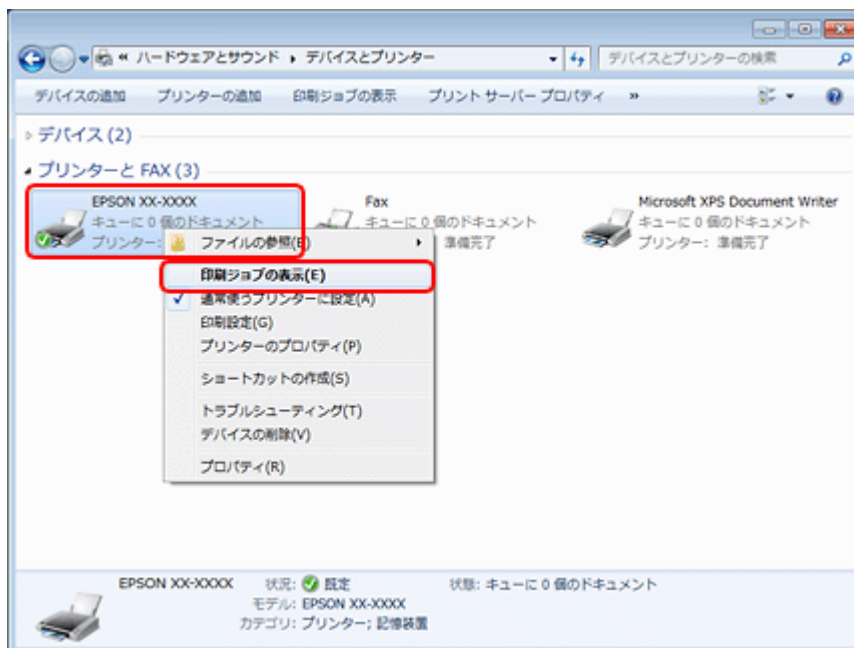 « ハードウェアとサウンド ▸ デバイスとプリンター
デバイスとプリンターの検索
デバイスの追加 プリンターの追加 印刷ジョブの表示 プリント サーバー プロパティ »
デバイス (2)
プリンターと FAX (3)
EPSON XX-XXXX
キューに 0 個のドキュメント
プリンター:
Fax
キューに 0 個のドキュメント
準備完了
Microsoft XPS Document Writer
キューに 0 個のドキュメント
プリンター: 準備完了
ファイルの参照(E)
印刷ジョブの表示(E)
通常使うプリンターに設定(A)
印刷設定(G)
プリンターのプロパティ(P)
ショートカットの作成(S)
トラブルシューティング(T)
デバイスの削除(V)
プロパティ(R)
EPSON XX-XXXX 状況: 既定 状態: キューに 0 個のドキュメント
モデル: EPSON XX-XXXX
カテゴリ: プリンター; 記憶装置